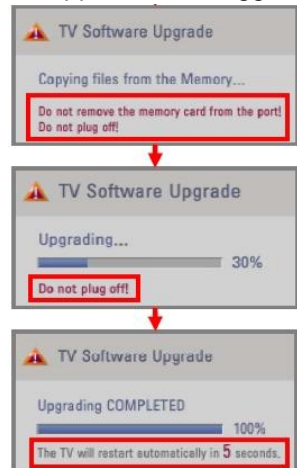 TV Software Upgrade
Copying files from the Memory...
Do not remove the memory card from the port!
Do not plug off!
TV Software Upgrade
Upgrading...
30%
Do not plug off!
TV Software Upgrade
Upgrading COMPLETED
100%
The TV will restart automatically in 5 seconds.